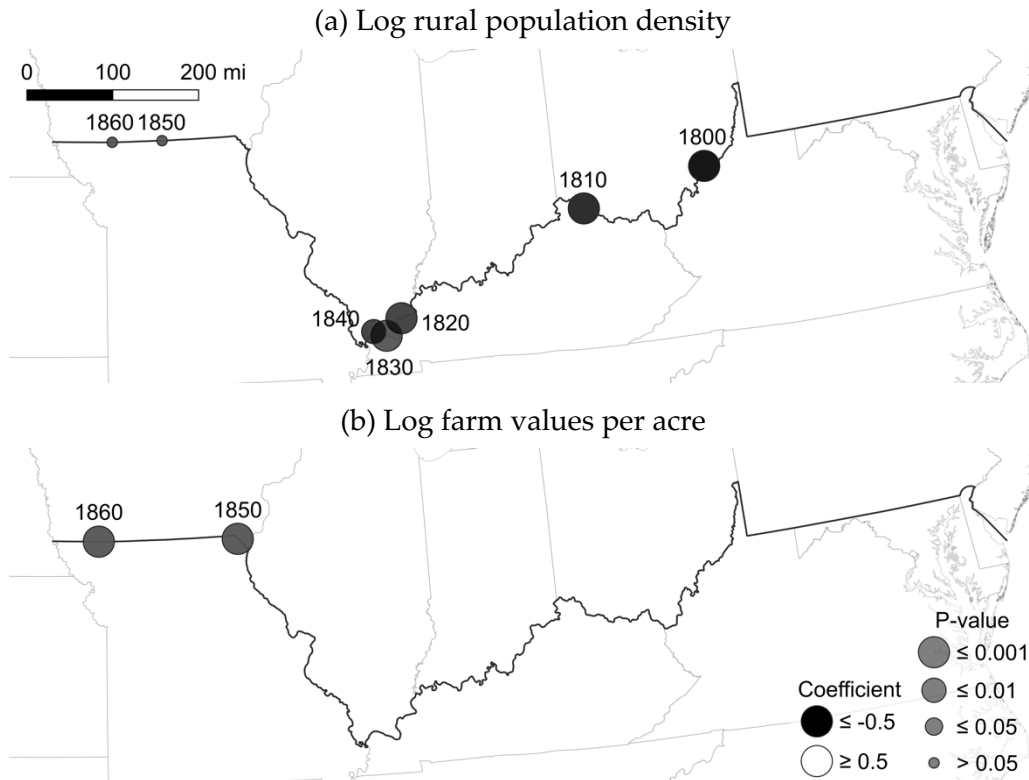 (a) Log rural population density
0 100 200 mi
1860 1850
1800
1810
1840 1820
1830
(b) Log farm values per acre
1860 1850
P-value
≤ 0.001
≤ 0.01
≤ 0.05
> 0.05
Coefficient
≤ -0.5
≥ 0.5